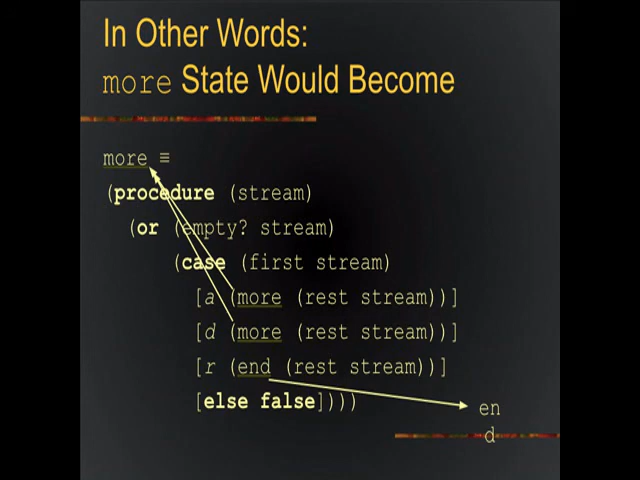 In Other Words:
more State Would Become
more ≡
(procedure (stream)
(or (empty? stream)
(case (first stream)
[a (more (rest stream))]
[d (more (rest stream))]
[r (end (rest stream))]
[else false])))
en
d